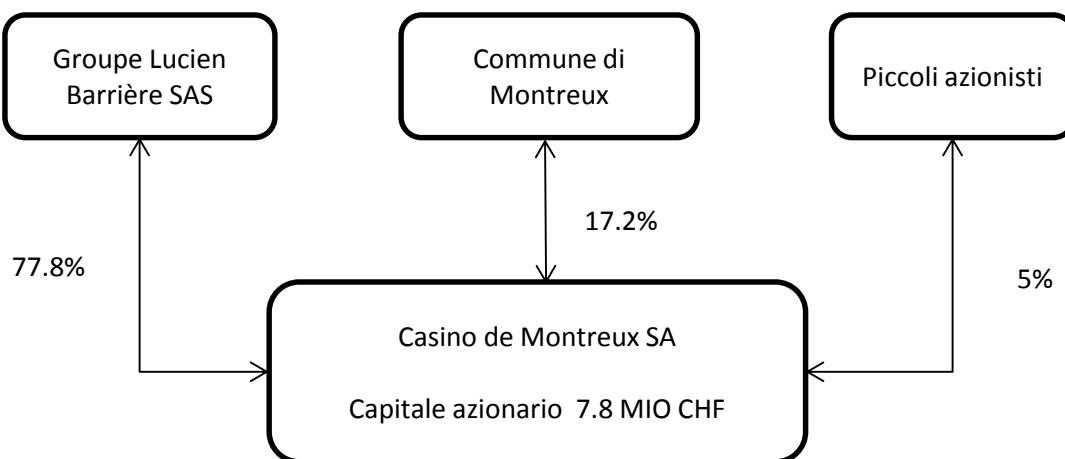 Groupe Lucien
Barrière SAS
Commune di
Montreux
Piccoli azionisti
77.8%
17.2%
5%
Casino de Montreux SA
Capitale azionario 7.8 MIO CHF